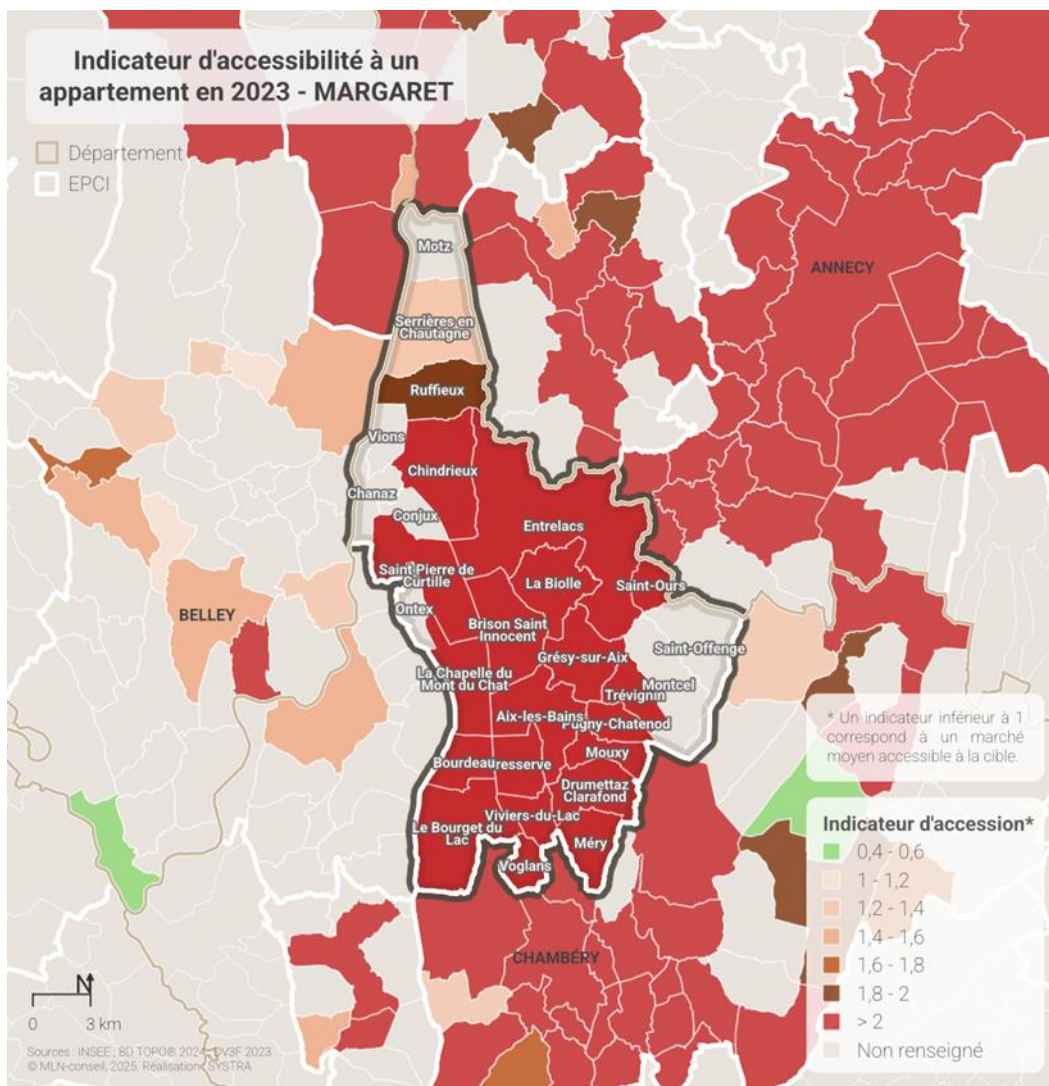 Indicateur d'accessibilité à un
appartement en 2023 - MARGARET
Département
EPCI
Motz
ANNECY
Serrières en
Chautagne
Ruffieux
Vions
Chindrieux
Chanaz
Conjux
Entrelacs
Saint Pierre de
Curtille
La Biolle
Saint-Ours
BELLEY
Ontex
Brison Saint
Innocent
Saint-Offenge
Grésy-sur-Aix
La Chapelle du
Mont du Chat
Montcel
Trévignin
Aix-les-Bains
Pugny-Chatenod
Mouxy
Bourdeau
resserve
Drumettaz
Clarafond
Viviers-du-Lac
Le Bourget du
Lac
Méry
Voglans
CHAMBÉRY
* Un indicateur inférieur à 1
correspond à un marché
moyen accessible à la cible.
Indicateur d'accession*
0,4 - 0,6
1 - 1,2
1,2 - 1,4
1,4 - 1,6
1,6 - 1,8
1,8 - 2
> 2
Non renseigné
N
0 3 km
Sources : INSEE ; BD TOPO® 2024 ; DV3F 2023
© MLN-conseil, 2025. Réalisation : SYSTRA